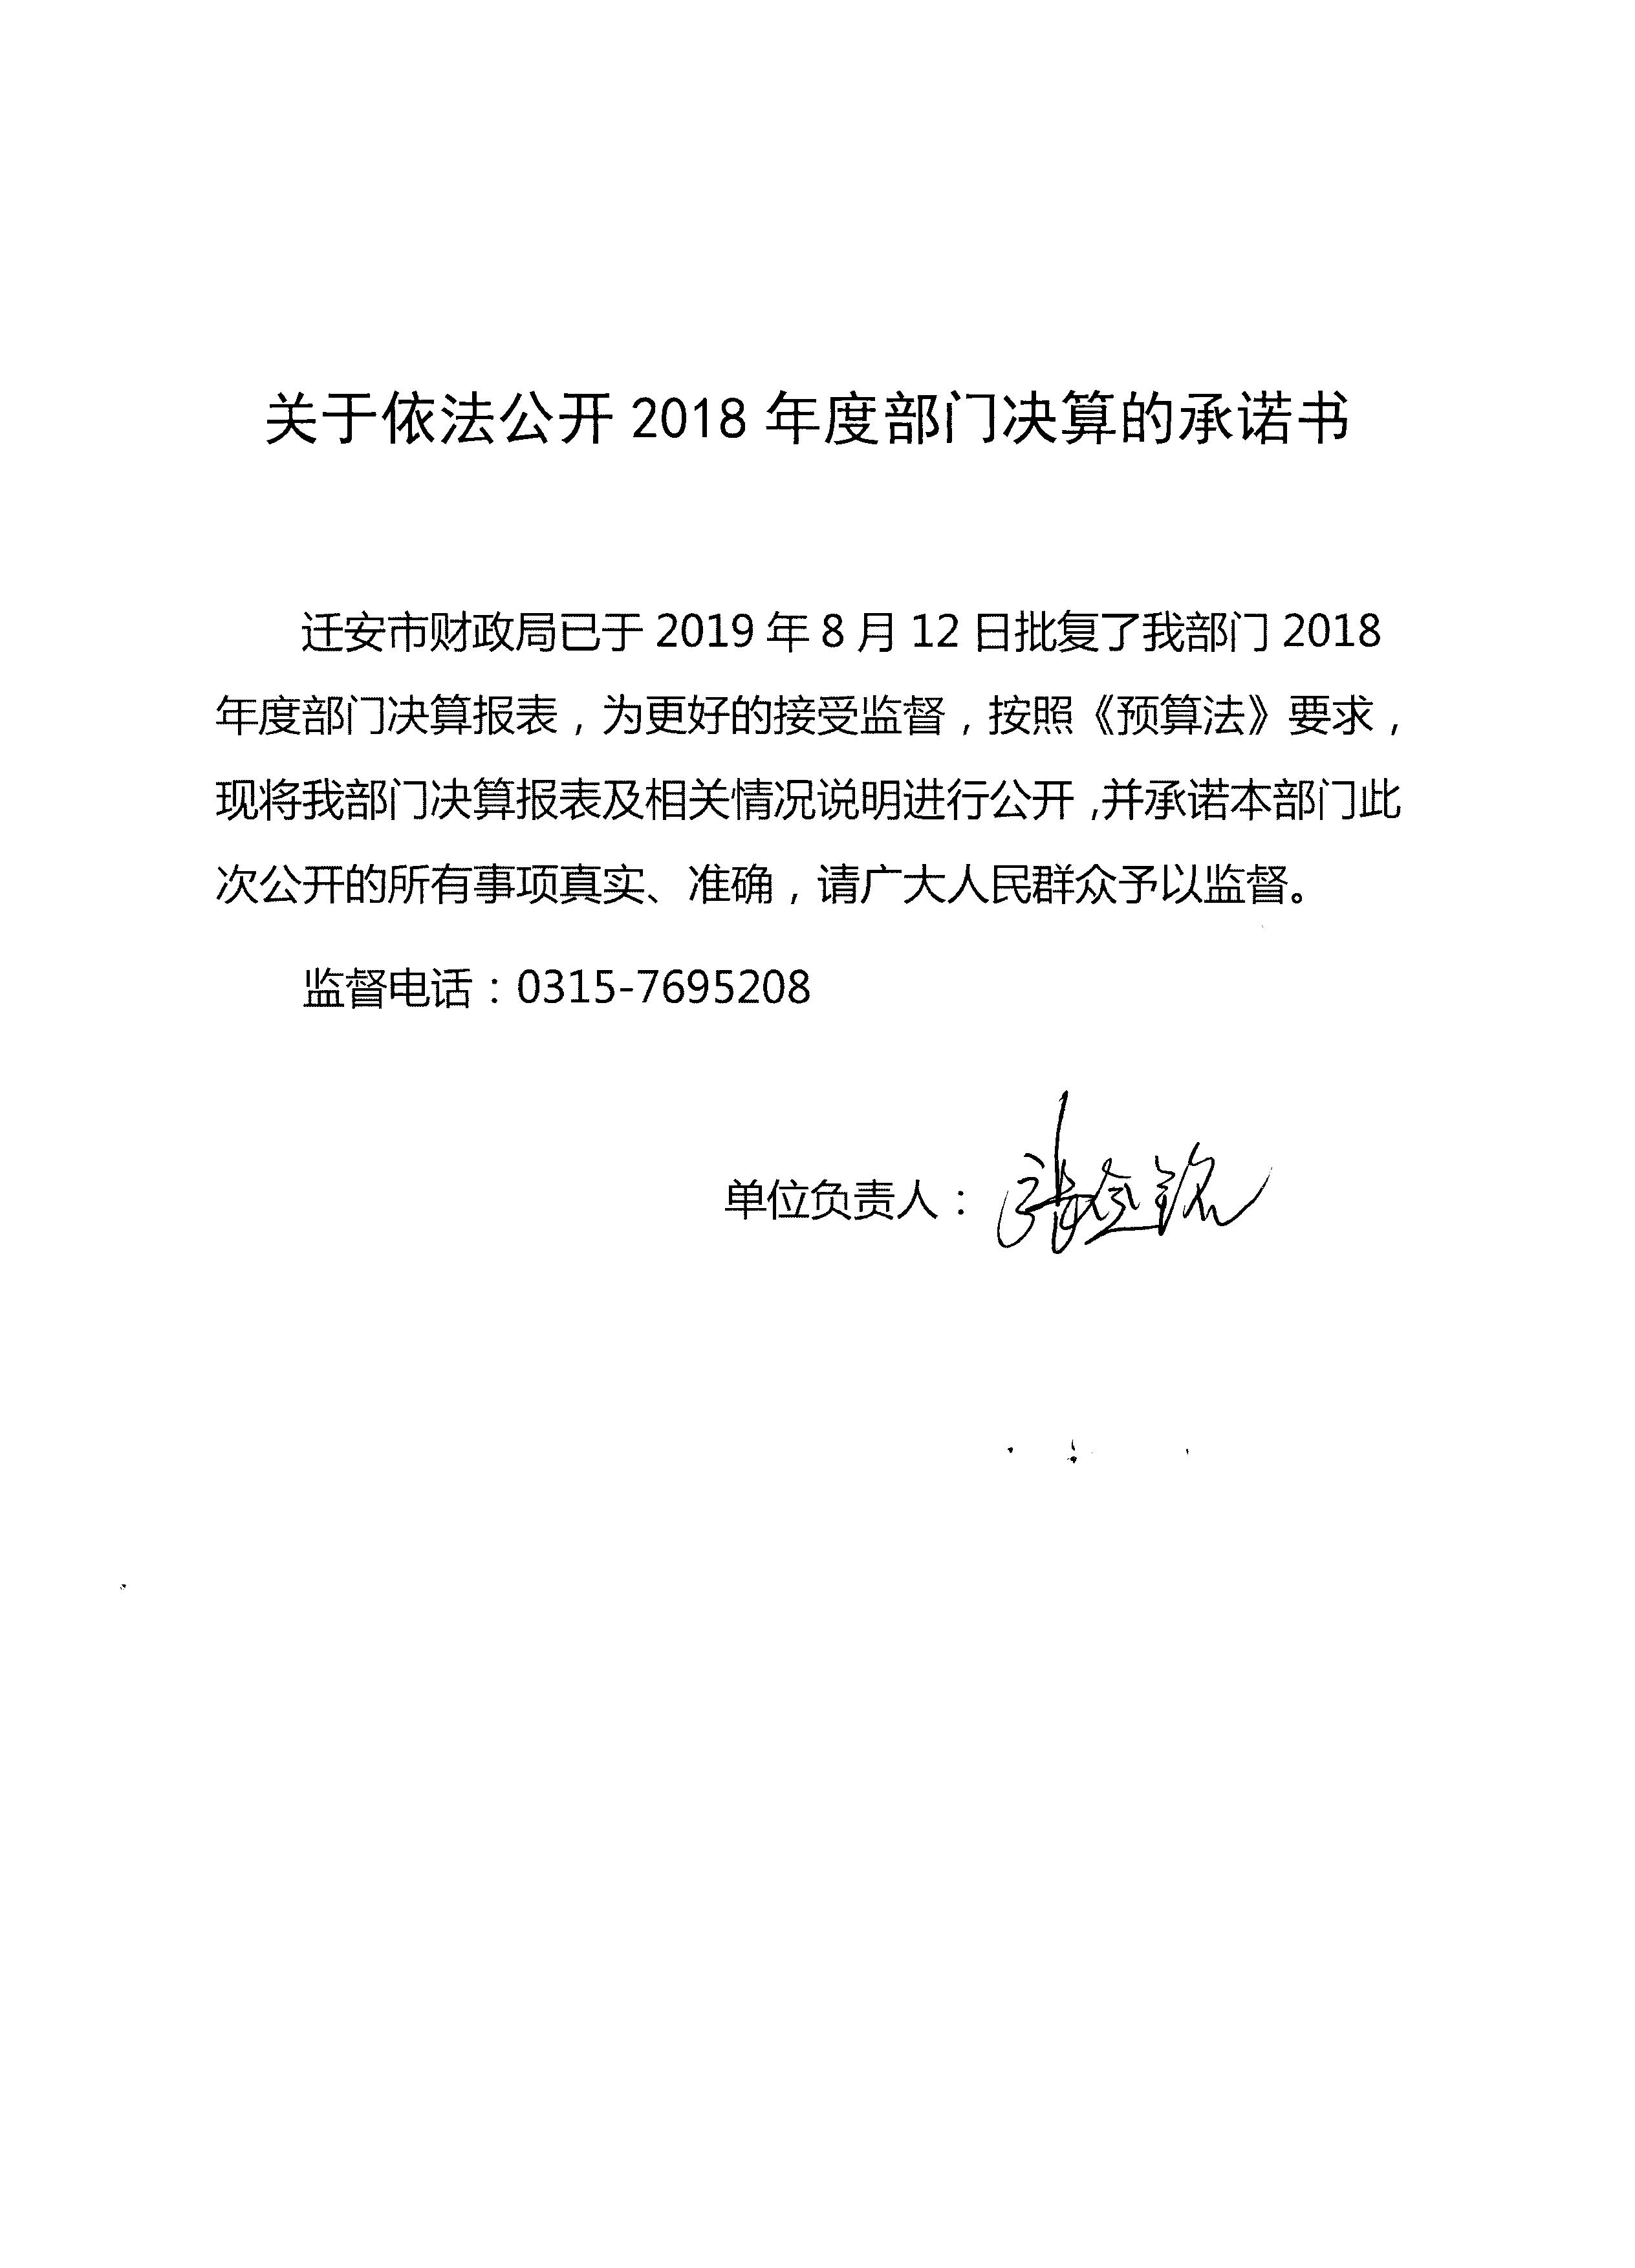 关于依法公开 2018 年度部门决算的承诺书
迁安市财政局已于 2019 年 8 月 12 日批复了我部门 2018
年度部门决算报表，为更好的接受监督，按照《预算法》要求，
现将我部门决算报表及相关情况说明进行公开,并承诺本部门此
次公开的所有事项真实、准确，请广大人民群众予以监督。
监督电话：0315-7695208
单位负责人：